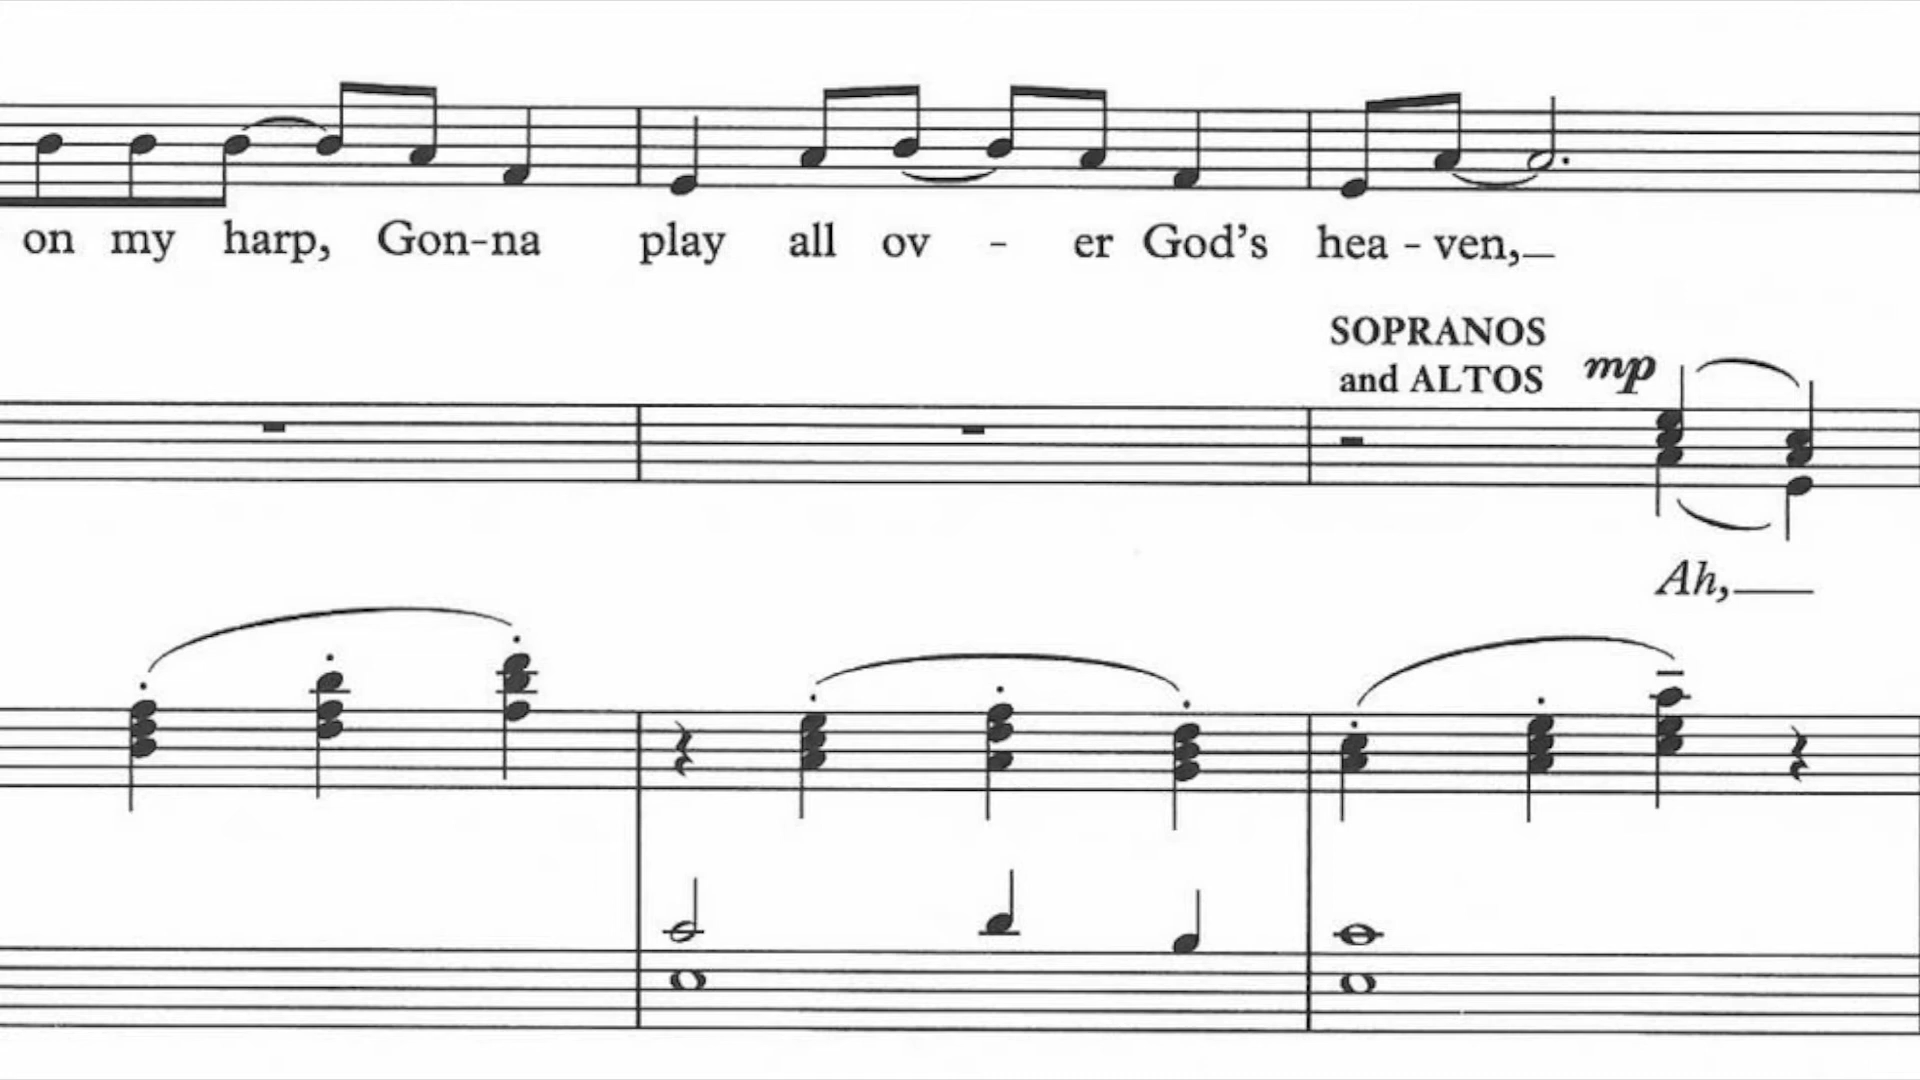 on my harp, Gon-na play all ov - er God's hea - ven,
SOPRANOS
and ALTOS
mp
Ah,